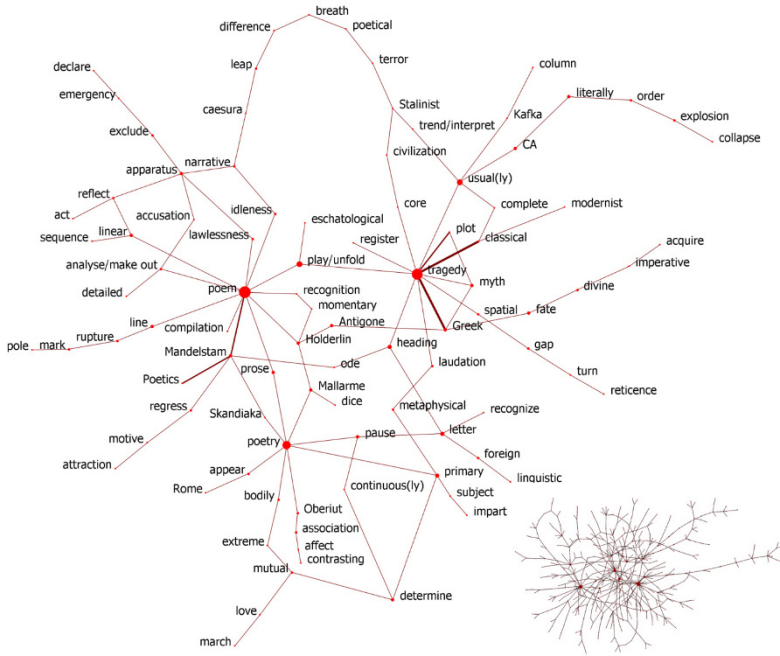 breath
difference
poetical
leap
terror
column
declare
literally
order
emergency
Stalinist
caesura
trend/interpret
Kafka
explosion
exclude
CA
collapse
civilization
apparatus
narrative
usual(ly)
reflect
core
complete
modernist
act
accusation
idleness
eschatological
plot
sequence
linear
lawlessness
register
classical
acquire
analyse/make out
play/unfold
tragedy
imperative
detailed
poem
recognition
myth
divine
momentary
spatial
fate
line
compilation
Antigone
Greek
rupture
Holderlin
heading
gap
pole
mark
Mandelstam
ode
laudation
turn
Poetics
prose
Mallarme
reticence
regress
dice
metaphysical
recognize
Skandiaka
motive
poetry
pause
letter
attraction
appear
primary
foreign
Rome
continuous(ly)
subject
linquistic
bodily
Oberiut
impart
association
extreme
affect
contrasting
mutual
determine
love
march